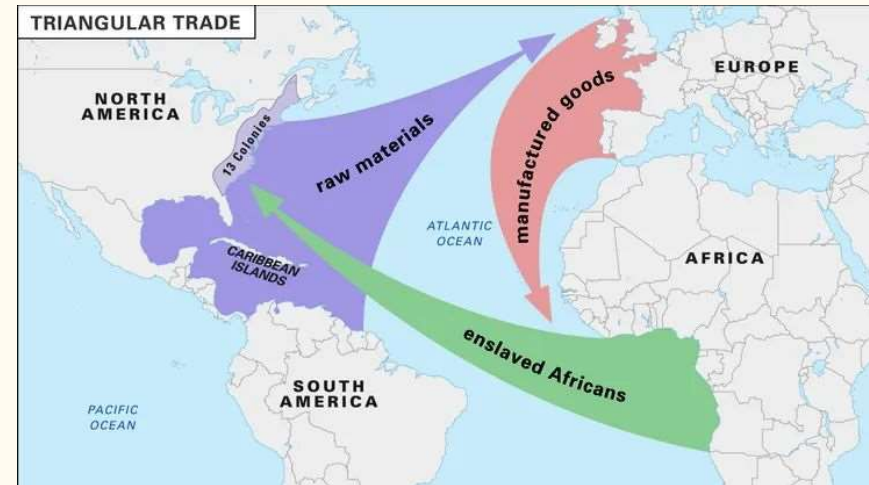 TRIANGULAR TRADE
NORTH
AMERICA
13 Colonies
raw materials
manufactured goods
EUROPE
ATLANTIC
OCEAN
AFRICA
CARIBBEAN
ISLANDS
enslaved Africans
SOUTH
AMERICA
PACIFIC
OCEAN